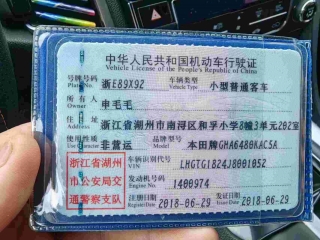 中华人民共和国机动车行驶证
Vehicle License of the People's Republic of China
号牌号码 浙E89X92 车辆类型 小型普通客车
Plate No. Vehicle Type
所有人 申毛毛
Owner
住址 浙江省湖州市南浔区和孚小学8幢3单元202室
使用性质 非营运 品牌型号 本田牌GHA6480KAC5A
浙江省湖州
市公安局交
通警察支队
车辆识别代号 LHGTG1824J8001052
VIN
发动机号码 1400974
Engine No.
注册日期 2018-06-29 发证日期 2018-06-29
Register Date Issue Date